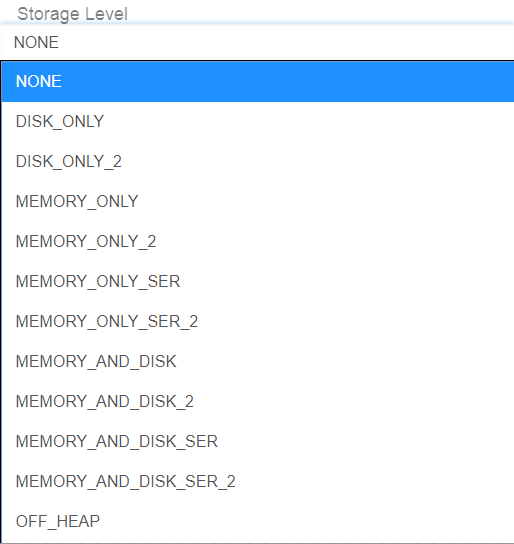 Storage Level
NONE
NONE
DISK_ONLY
DISK_ONLY_2
MEMORY_ONLY
MEMORY_ONLY_2
MEMORY_ONLY_SER
MEMORY_ONLY_SER_2
MEMORY_AND_DISK
MEMORY_AND_DISK_2
MEMORY_AND_DISK_SER
MEMORY_AND_DISK_SER_2
OFF_HEAP